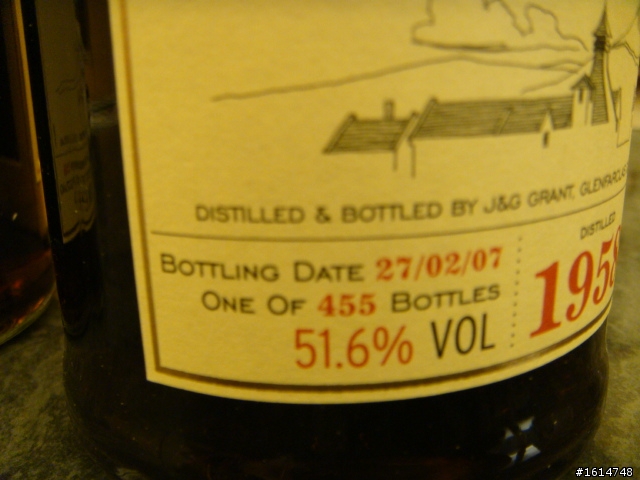 DISTILLED & BOTTLED BY J&G GRANT, GLENFARCLAS
BOTTLING DATE 27/02/07
ONE OF 455 BOTTLES
51.6% VOL
DISTILLED
1958
#1614748